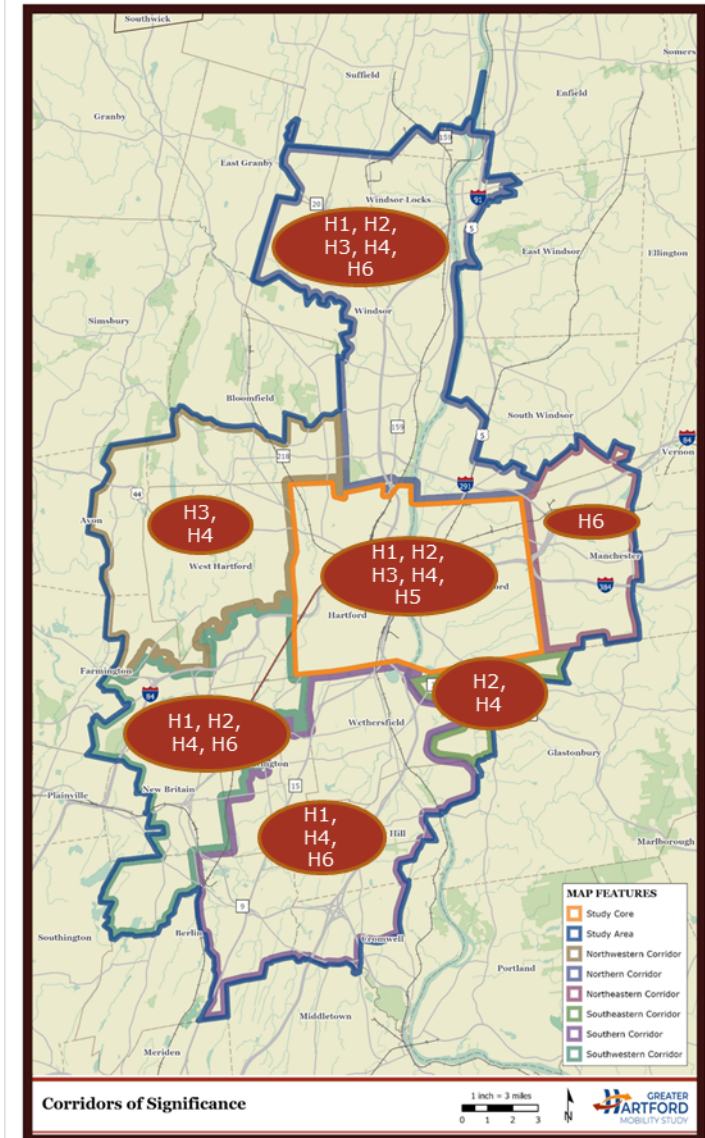 Southwick
Suffield
Somers
Granby
Enfield
159
East Granby
91
20
Windsor Locks
5
H1, H2,
H3, H4,
H6
East Windsor
Ellington
Windsor
Simsbury
Bloomfield
159
South Windsor
5
84
Vernon
218
291
44
Avon
H3,
H4
H6
West Hartford
Manchester
H1, H2,
H3, H4,
H5
384
Hartford
Farmington
84
H2,
H4
H1, H2,
H4, H6
Wethersfield
Glastonbury
Plainville
New Britain
15
H1,
H4,
H6
Hill
Marlborough
9
Southington
Berlin
Cromwell
Portland
Middletown
Meriden
MAP FEATURES
Study Core
Study Area
Northwestern Corridor
Northern Corridor
Northeastern Corridor
Southeastern Corridor
Southern Corridor
Southwestern Corridor
Corridors of Significance
1 inch = 3 miles
0 1 2 3
N
GREATER
HARTFORD
MOBILITY STUDY